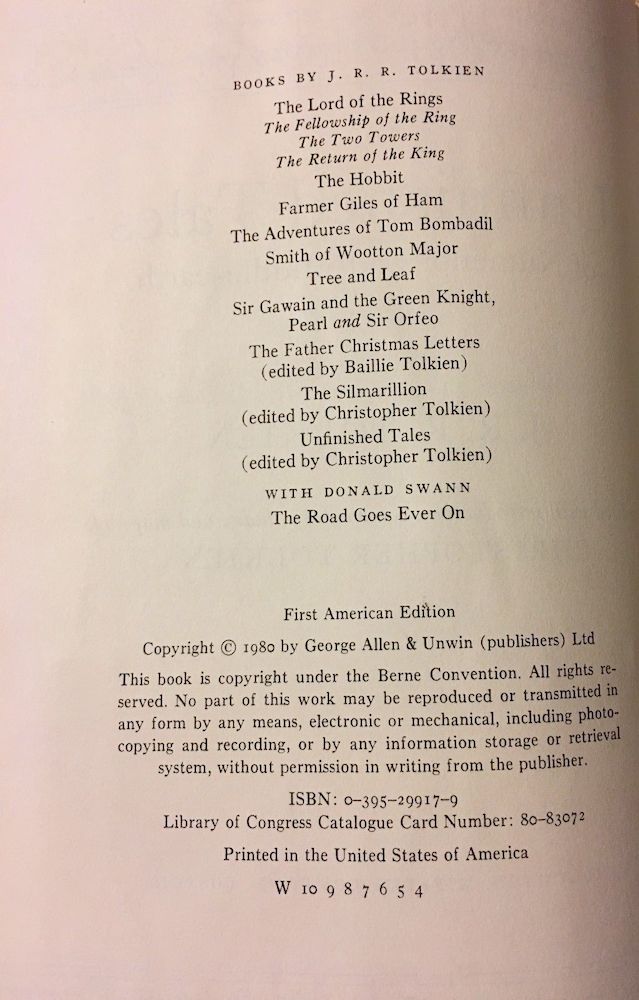 BOOKS BY J. R. R. TOLKIEN
The Lord of the Rings
The Fellowship of the Ring
The Two Towers
The Return of the King
The Hobbit
Farmer Giles of Ham
The Adventures of Tom Bombadil
Smith of Wootton Major
Tree and Leaf
Sir Gawain and the Green Knight,
Pearl and Sir Orfeo
The Father Christmas Letters
(edited by Baillie Tolkien)
The Silmarillion
(edited by Christopher Tolkien)
Unfinished Tales
(edited by Christopher Tolkien)
WITH DONALD SWANN
The Road Goes Ever On
First American Edition
Copyright © 1980 by George Allen & Unwin (publishers) Ltd
This book is copyright under the Berne Convention. All rights re-
served. No part of this work may be reproduced or transmitted in
any form by any means, electronic or mechanical, including photo-
copying and recording, or by any information storage or retrieval
system, without permission in writing from the publisher.
ISBN: 0-395-29917-9
Library of Congress Catalogue Card Number: 80-83072
Printed in the United States of America
W 10 9 8 7 6 5 4